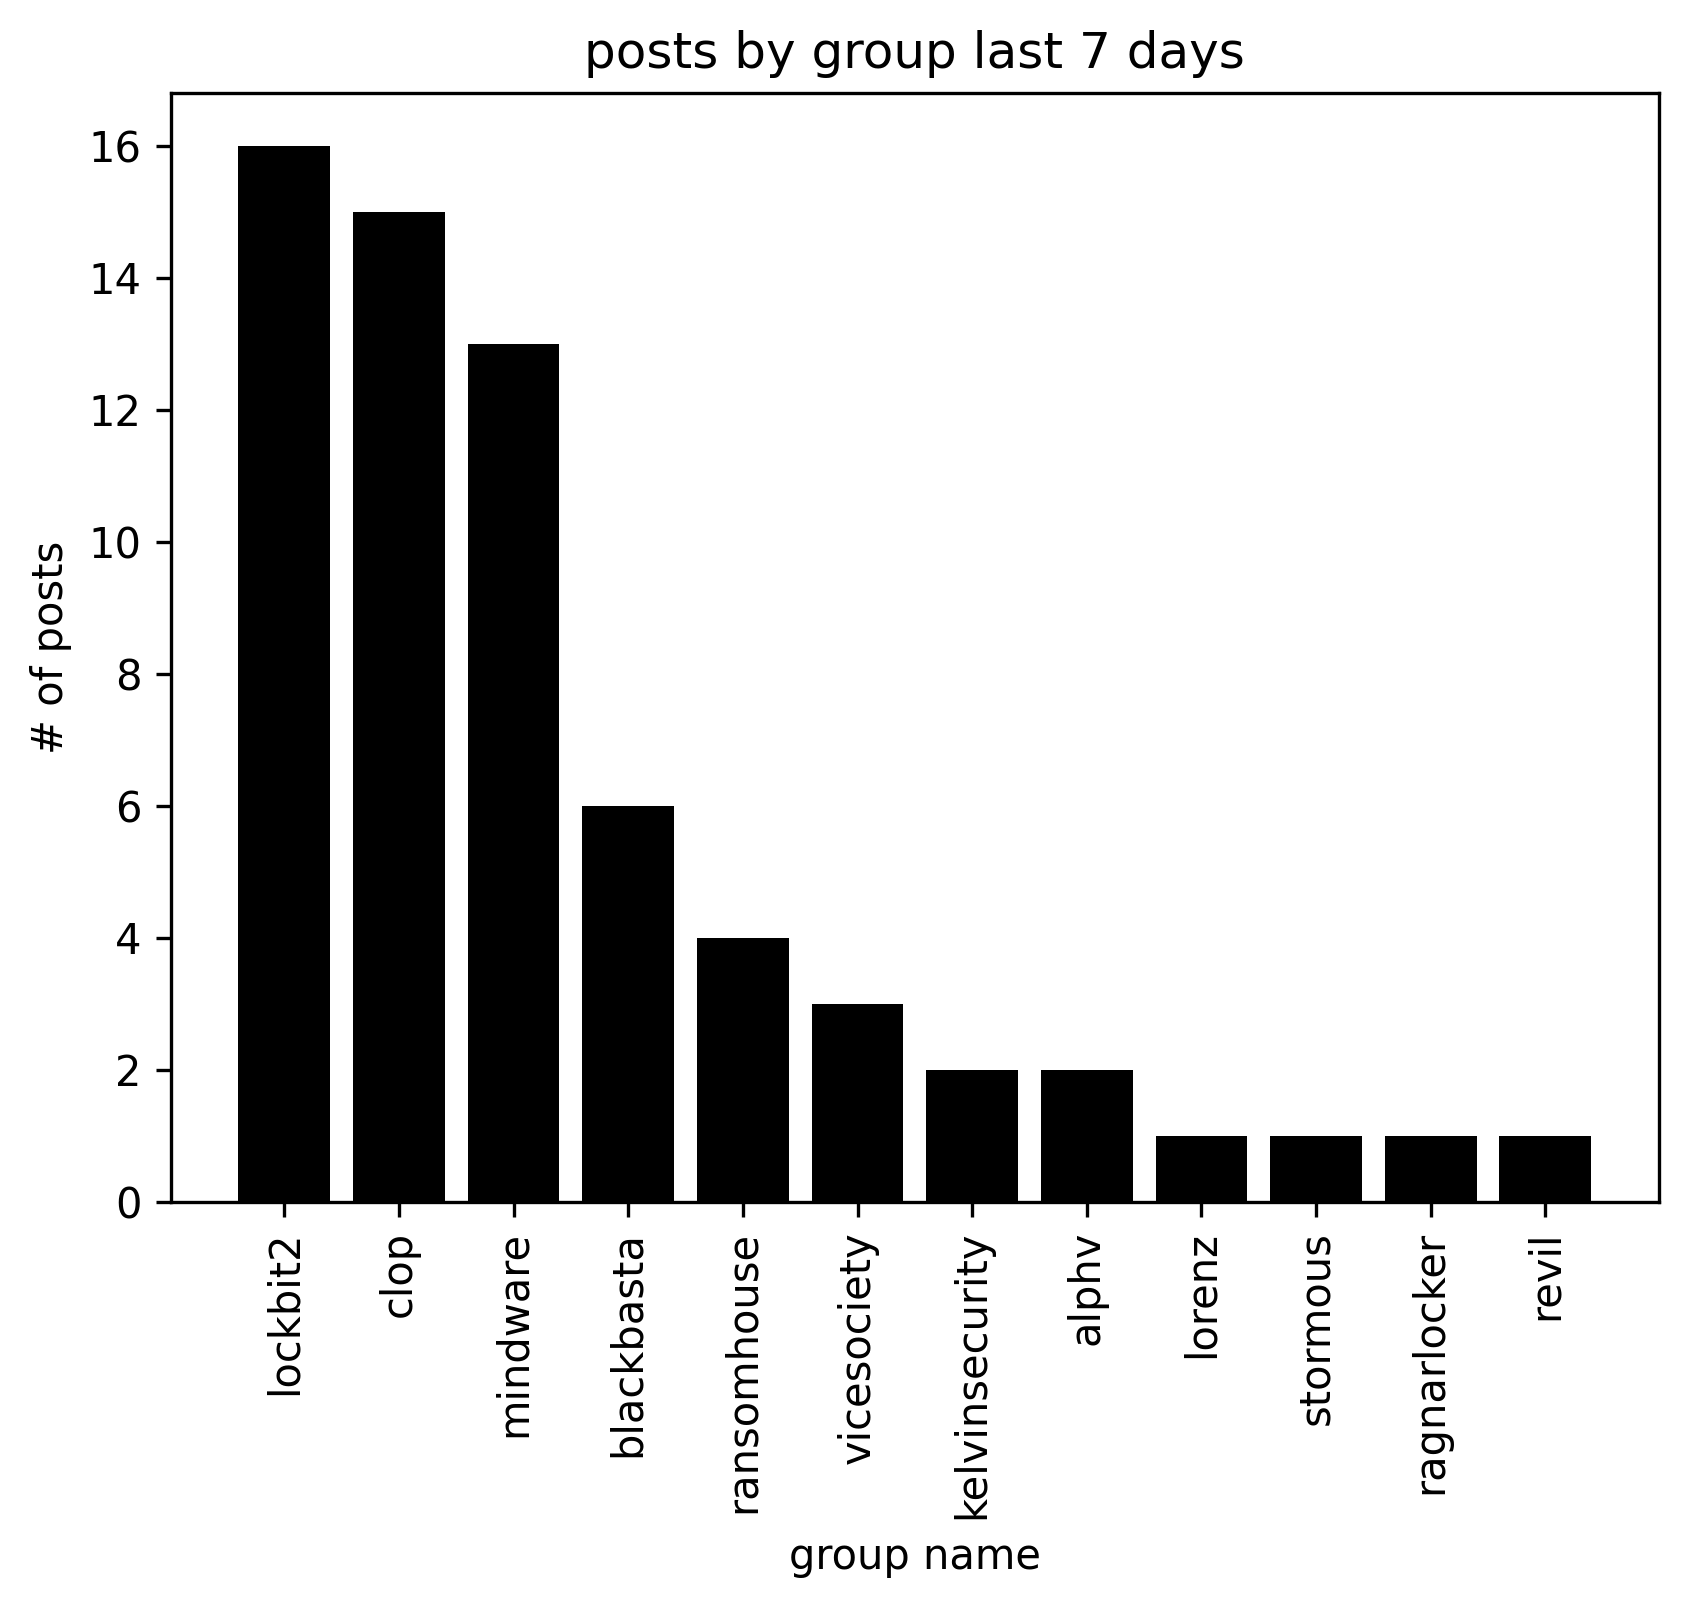 posts by group last 7 days
# of posts
16
14
12
10
8
6
4
2
0
lockbit2
clop
mindware
blackbasta
ransomhouse
vicesociety
kelvinsecurity
alphv
lorenz
stormous
ragnarlocker
revil
group name